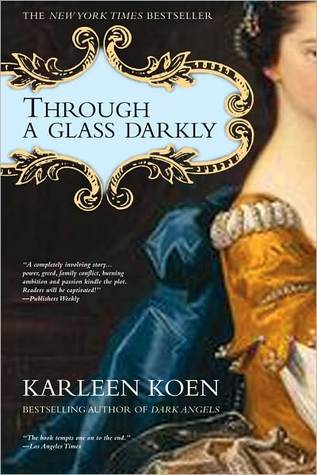 THE NEW YORK TIMES BESTSELLER
THROUGH
A GLASS DARKLY
"A completely involving story...
power, greed, family conflict, burning
ambition and passion kindle the plot.
Readers will be captivated!"
—Publishers Weekly
KARLEEN KOEN
BESTSELLING AUTHOR OF DARK ANGELS
"The book tempts one on to the end."
—Los Angeles Times